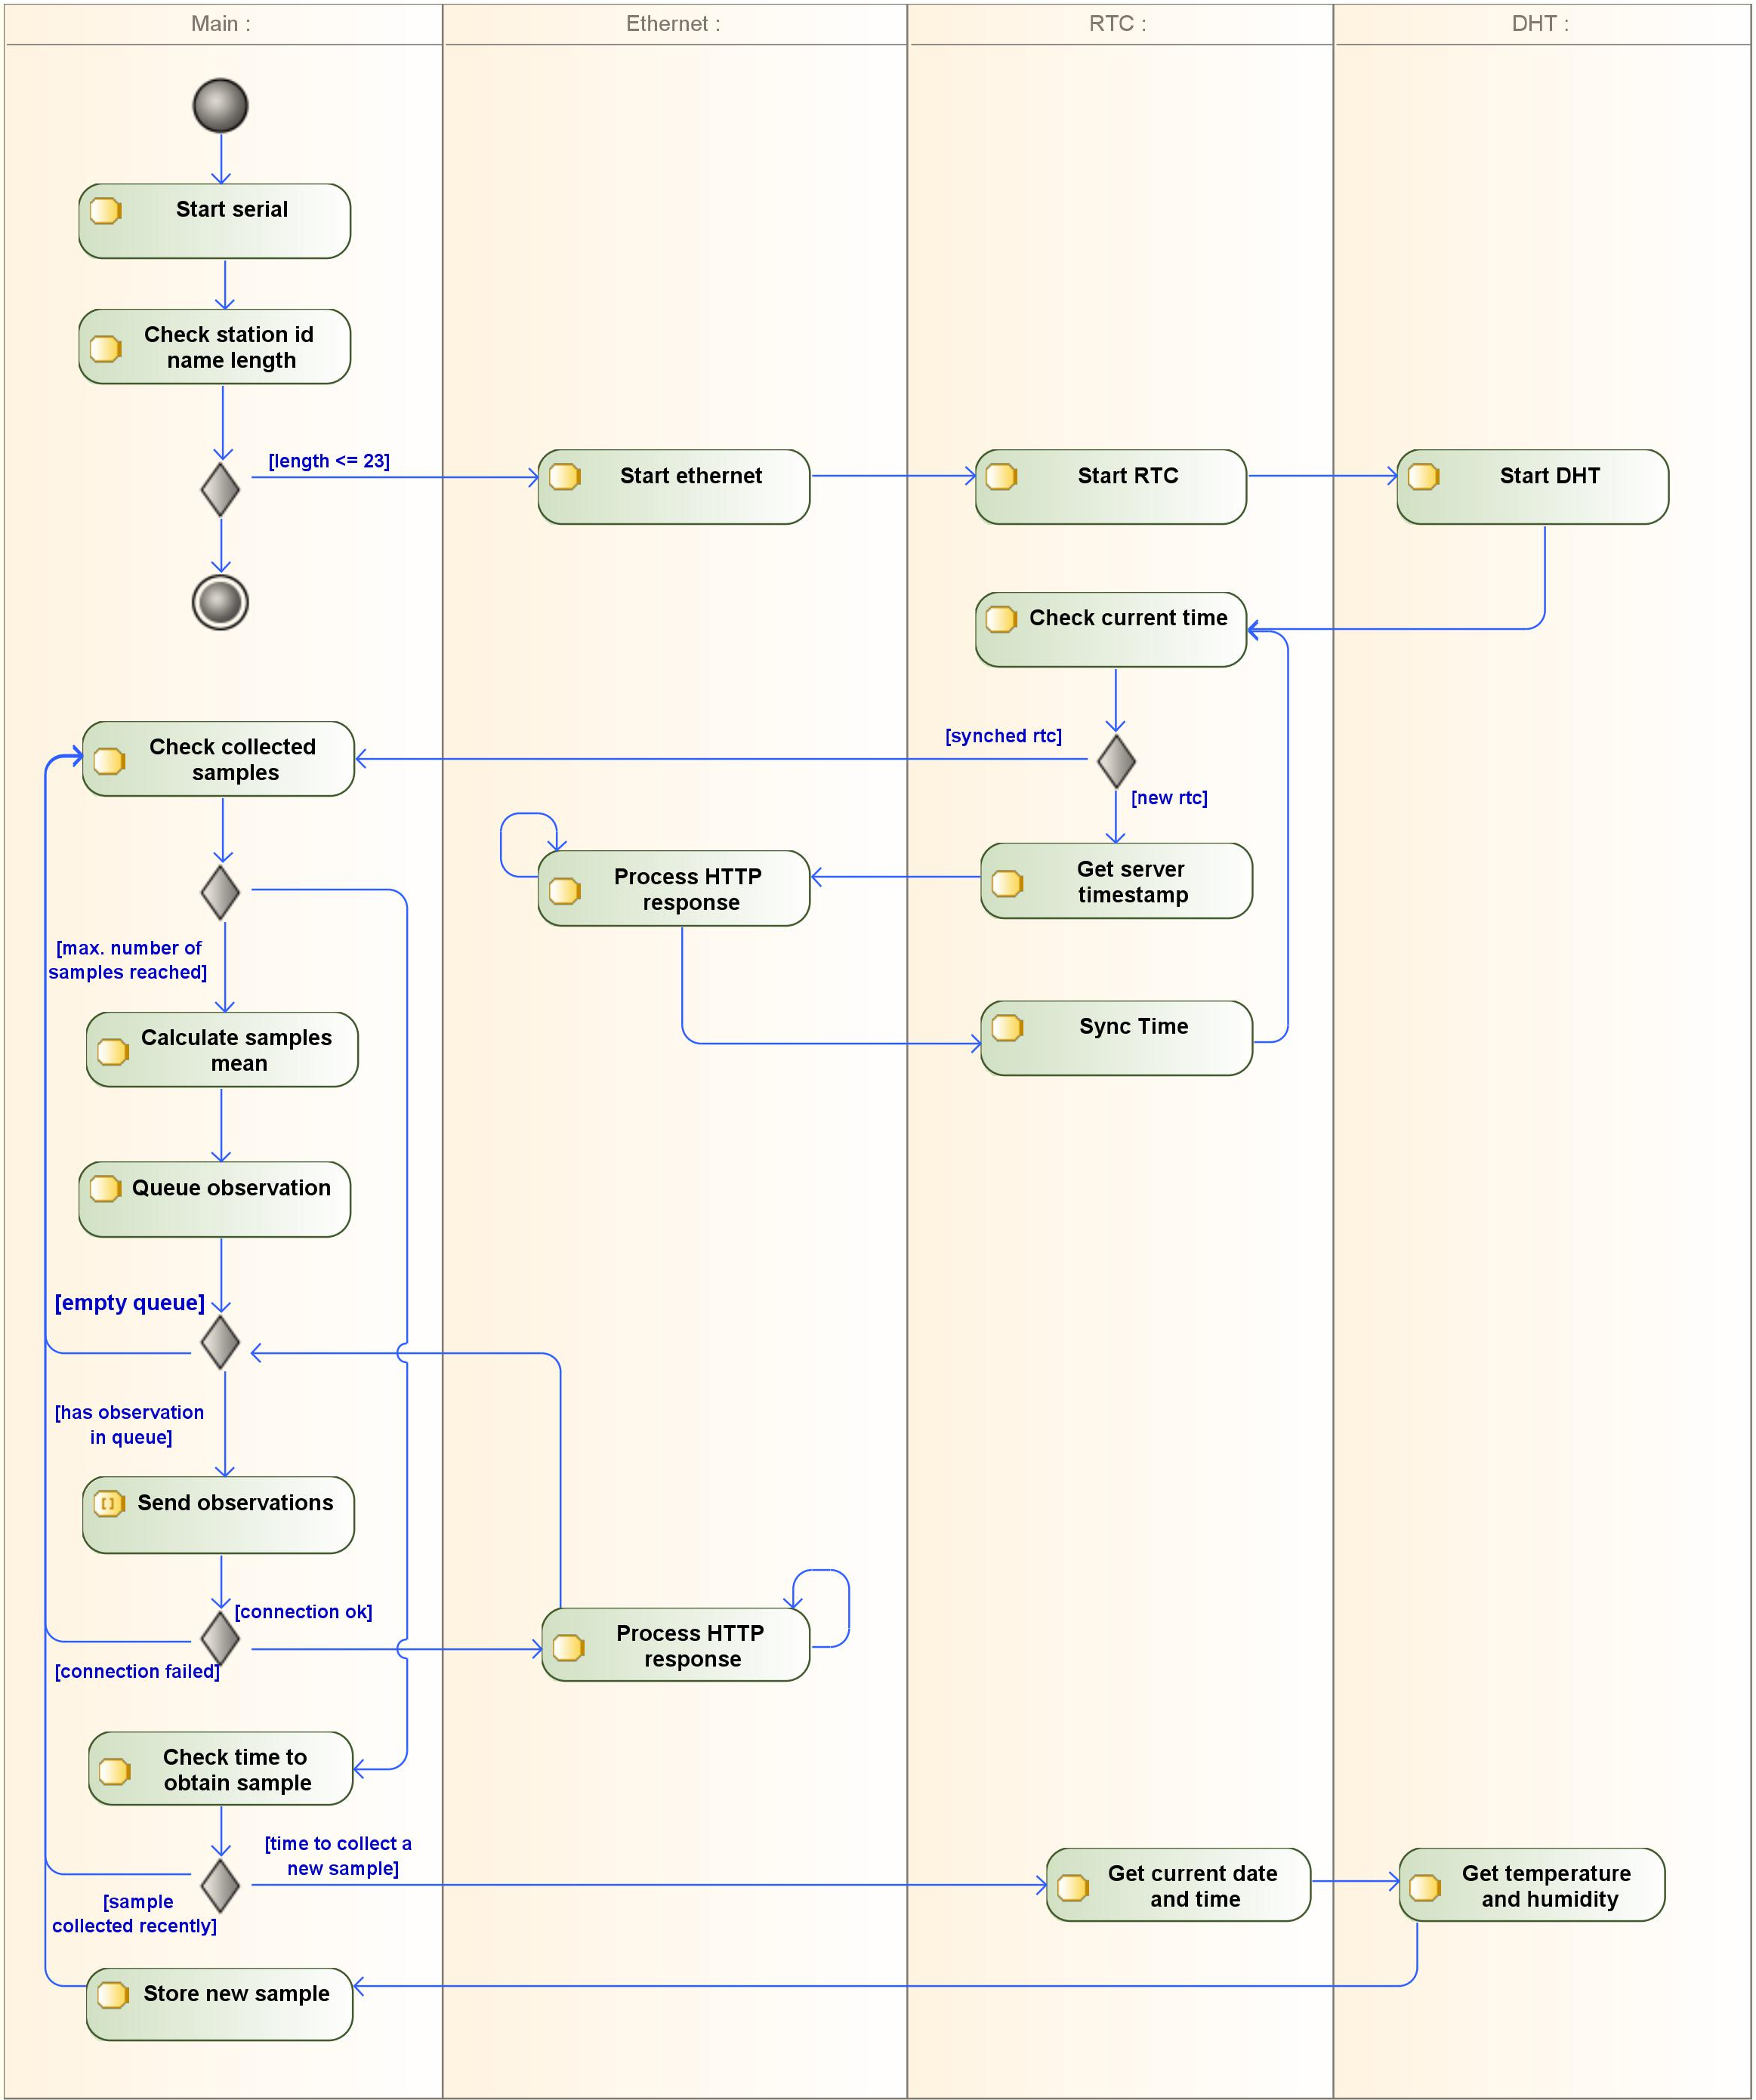 Main :
Ethernet :
RTC :
DHT :
Start serial
Check station id
name length
[length <= 23]
Start ethernet
Start RTC
Start DHT
Check current time
[synched rtc]
Check collected
samples
[new rtc]
Process HTTP
response
Get server
timestamp
[max. number of
samples reached]
Calculate samples
mean
Sync Time
Queue observation
[empty queue]
[has observation
in queue]
Send observations
[connection ok]
Process HTTP
response
[connection failed]
Check time to
obtain sample
[time to collect a
new sample]
Get current date
and time
Get temperature
and humidity
[sample
collected recently]
Store new sample